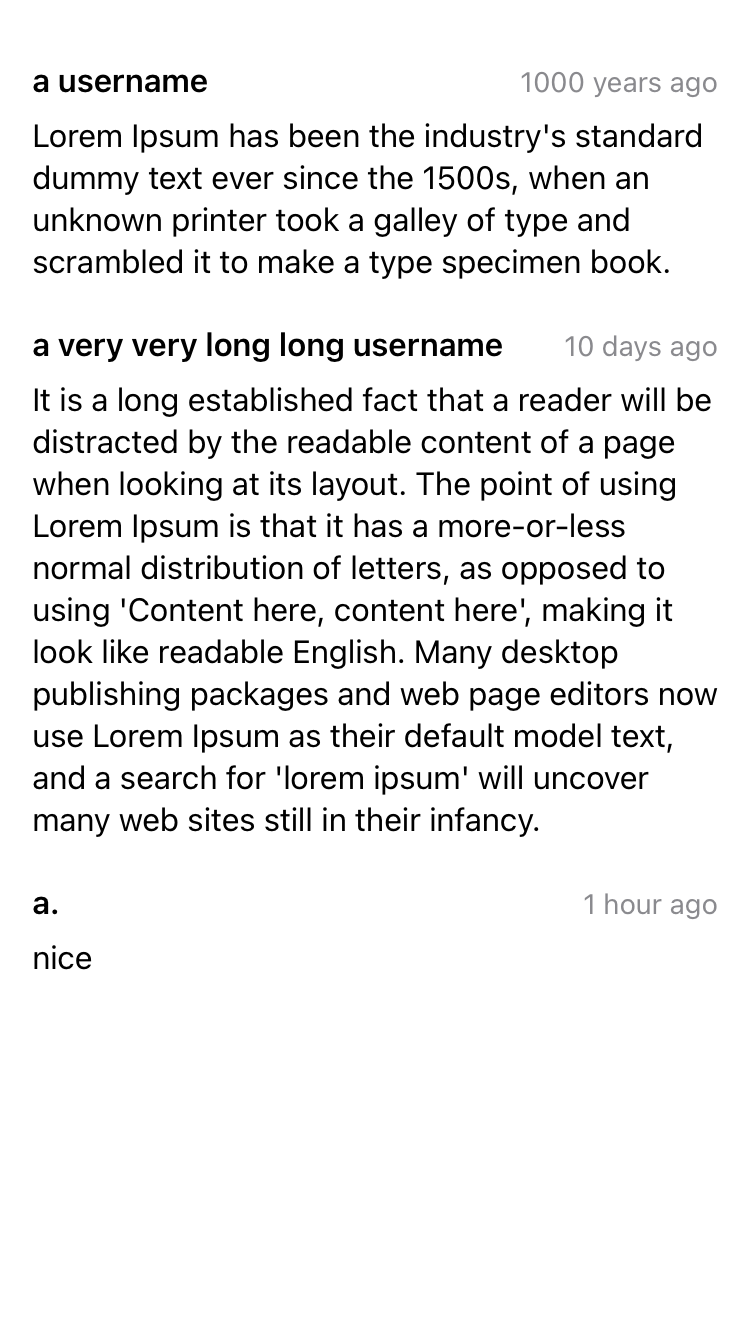 a username 1000 years ago
Lorem Ipsum has been the industry's standard
dummy text ever since the 1500s, when an
unknown printer took a galley of type and
scrambled it to make a type specimen book.
a very very long long username 10 days ago
It is a long established fact that a reader will be
distracted by the readable content of a page
when looking at its layout. The point of using
Lorem Ipsum is that it has a more-or-less
normal distribution of letters, as opposed to
using 'Content here, content here', making it
look like readable English. Many desktop
publishing packages and web page editors now
use Lorem Ipsum as their default model text,
and a search for 'lorem ipsum' will uncover
many web sites still in their infancy.
a. 1 hour ago
nice